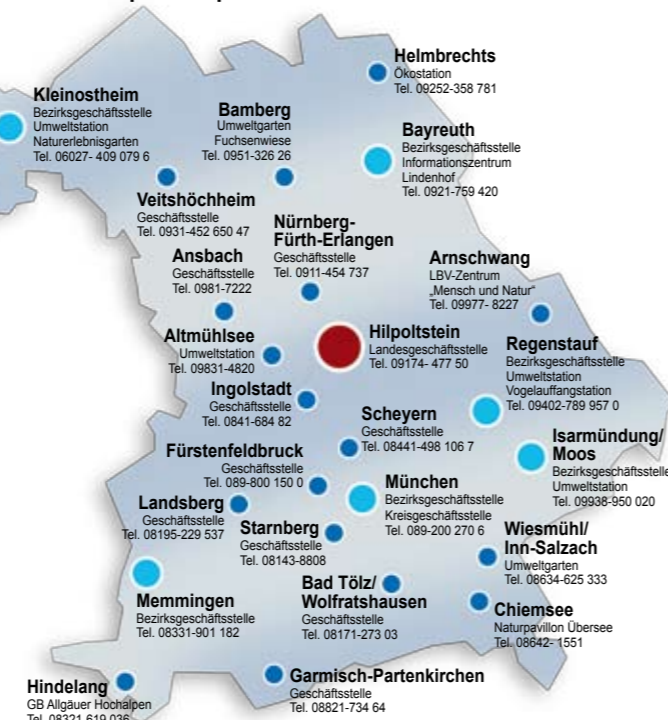 Helmbrechts
Ökostation
Tel. 09252-358 781
Kleinostheim
Bezirksgeschäftsstelle
Umweltstation
Naturerlebnisgarten
Tel. 06027- 409 079 6
Bamberg
Umweltgarten
Fuchsenwiese
Tel. 0951-326 26
Bayreuth
Bezirksgeschäftsstelle
Informationszentrum
Lindenhof
Tel. 0921-759 420
Veitshöchheim
Geschäftsstelle
Tel. 0931-452 650 47
Nürnberg-
Fürth-Erlangen
Geschäftsstelle
Tel. 0911-454 737
Ansbach
Geschäftsstelle
Tel. 0981-7222
Arnschwang
LBV-Zentrum
„Mensch und Natur“
Tel. 09977- 8227
Altmühlsee
Umweltstation
Tel. 09831-4820
Hilpoltstein
Landesgeschäftsstelle
Tel. 09174- 477 50
Regenstauf
Bezirksgeschäftsstelle
Umweltstation
Vogelauffangstation
Tel. 09402-789 957 0
Ingolstadt
Geschäftsstelle
Tel. 0841-684 82
Scheyern
Geschäftsstelle
Tel. 08441-498 106 7
Isarmündung/
Moos
Bezirksgeschäftsstelle
Umweltstation
Tel. 09938-950 020
Fürstenfeldbruck
Geschäftsstelle
Tel. 089-800 150 0
München
Bezirksgeschäftsstelle
Kreisgeschäftsstelle
Tel. 089-200 270 6
Landsberg
Geschäftsstelle
Tel. 08195-229 537
Starnberg
Geschäftsstelle
Tel. 08143-8808
Wiesmühl/
Inn-Salzach
Umweltgarten
Tel. 08634-625 333
Memmingen
Bezirksgeschäftsstelle
Tel. 08331-901 182
Bad Tölz/
Wolfratshausen
Geschäftsstelle
Tel. 08171-273 03
Chiemsee
Naturpavillon Übersee
Tel. 08642- 1551
Hindelang
GB Allgäuer Hochalpen
Tel. 08321-619 036
Garmisch-Partenkirchen
Geschäftsstelle
Tel. 08821-734 64